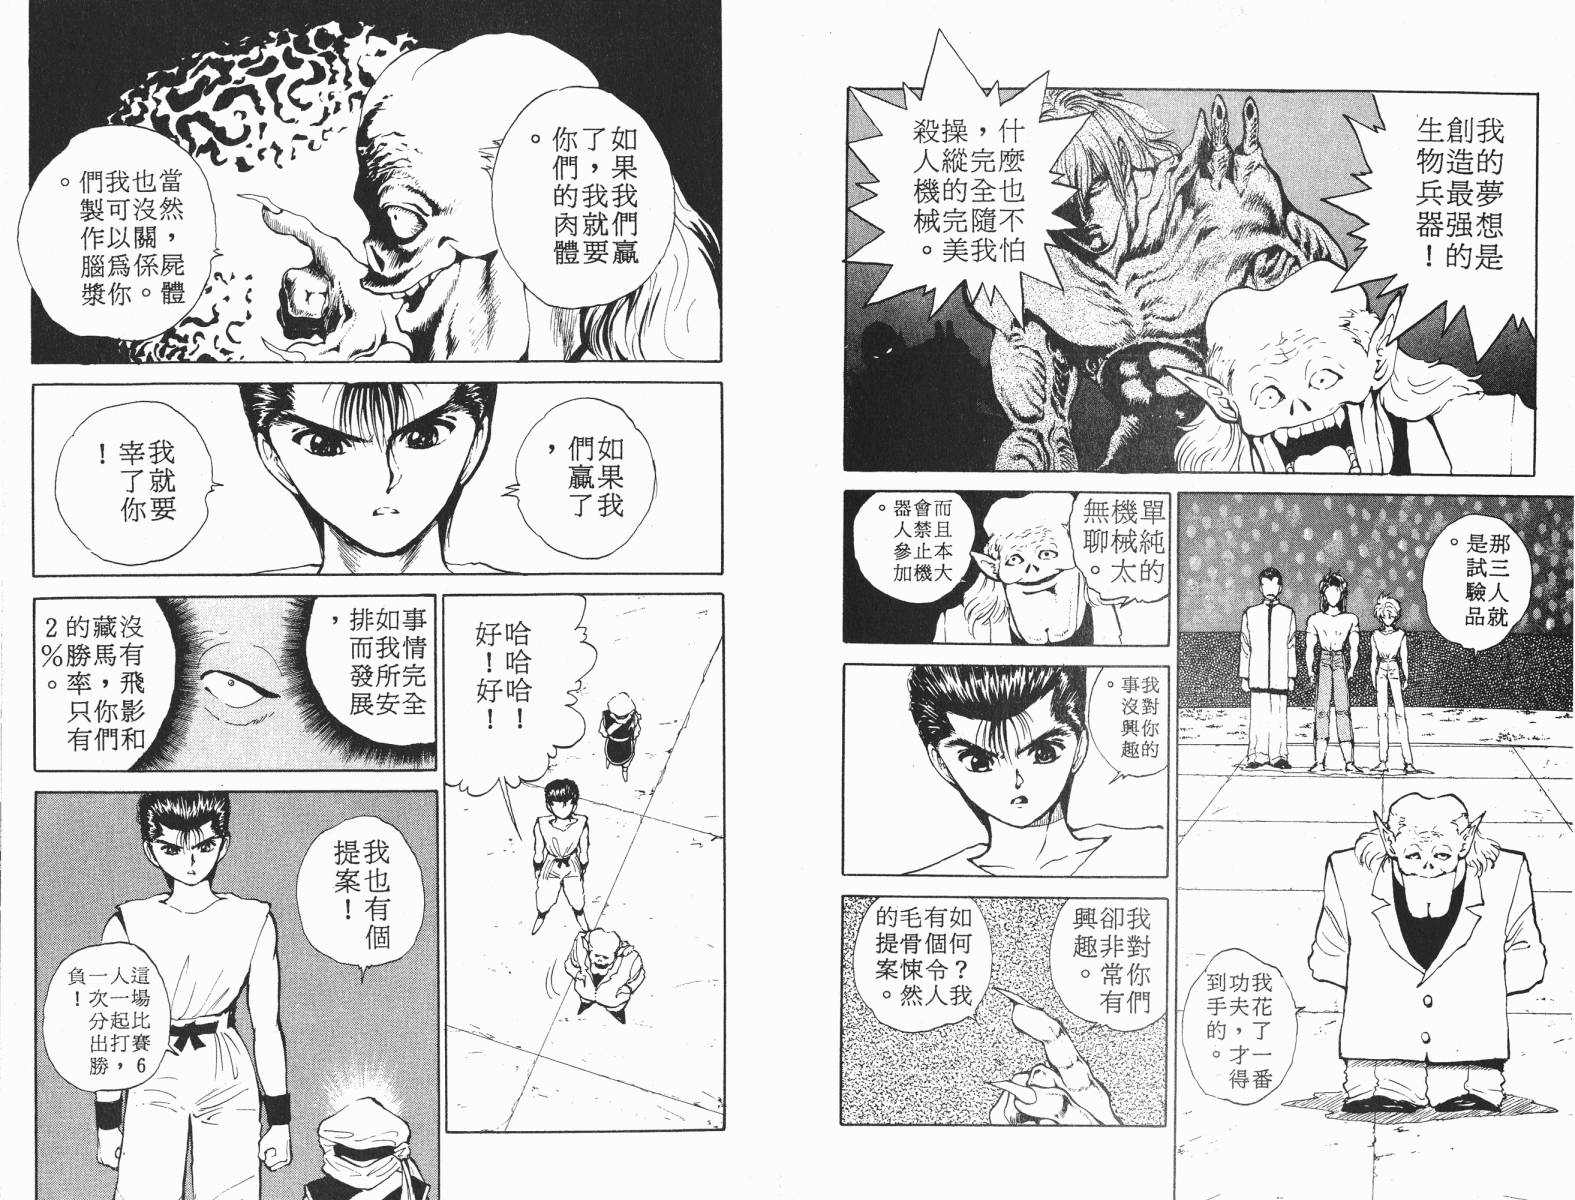 我的夢想是
創造最强的
生物兵器！
什麼也不怕
，完全隨我
操縱的完美
殺人機械。
那三人就
是試驗品
。
我花了一番
功夫，才得
到手的。
單純的
機械太
無聊。
而且本大
會禁止機
器人參加
。
我對你的
事沒興趣
。
我對你們
卻非常有
興趣。
如何？我
有個令人
毛骨悚然
的提案。
如果我們贏
了，我就要
你們的肉體
。
當然，屍體
也沒關係。
我可以爲你
們製作腦漿
。
如果我
們贏了
，
我就要
宰了你
！
哈哈哈！
好！好！
事情完全
如我所安
排而發展
，
沒有飛影和
藏馬，你們
的勝率只有
2%。
我也有個
提案！
這場比賽6
人一起打，
一次分出勝
負！